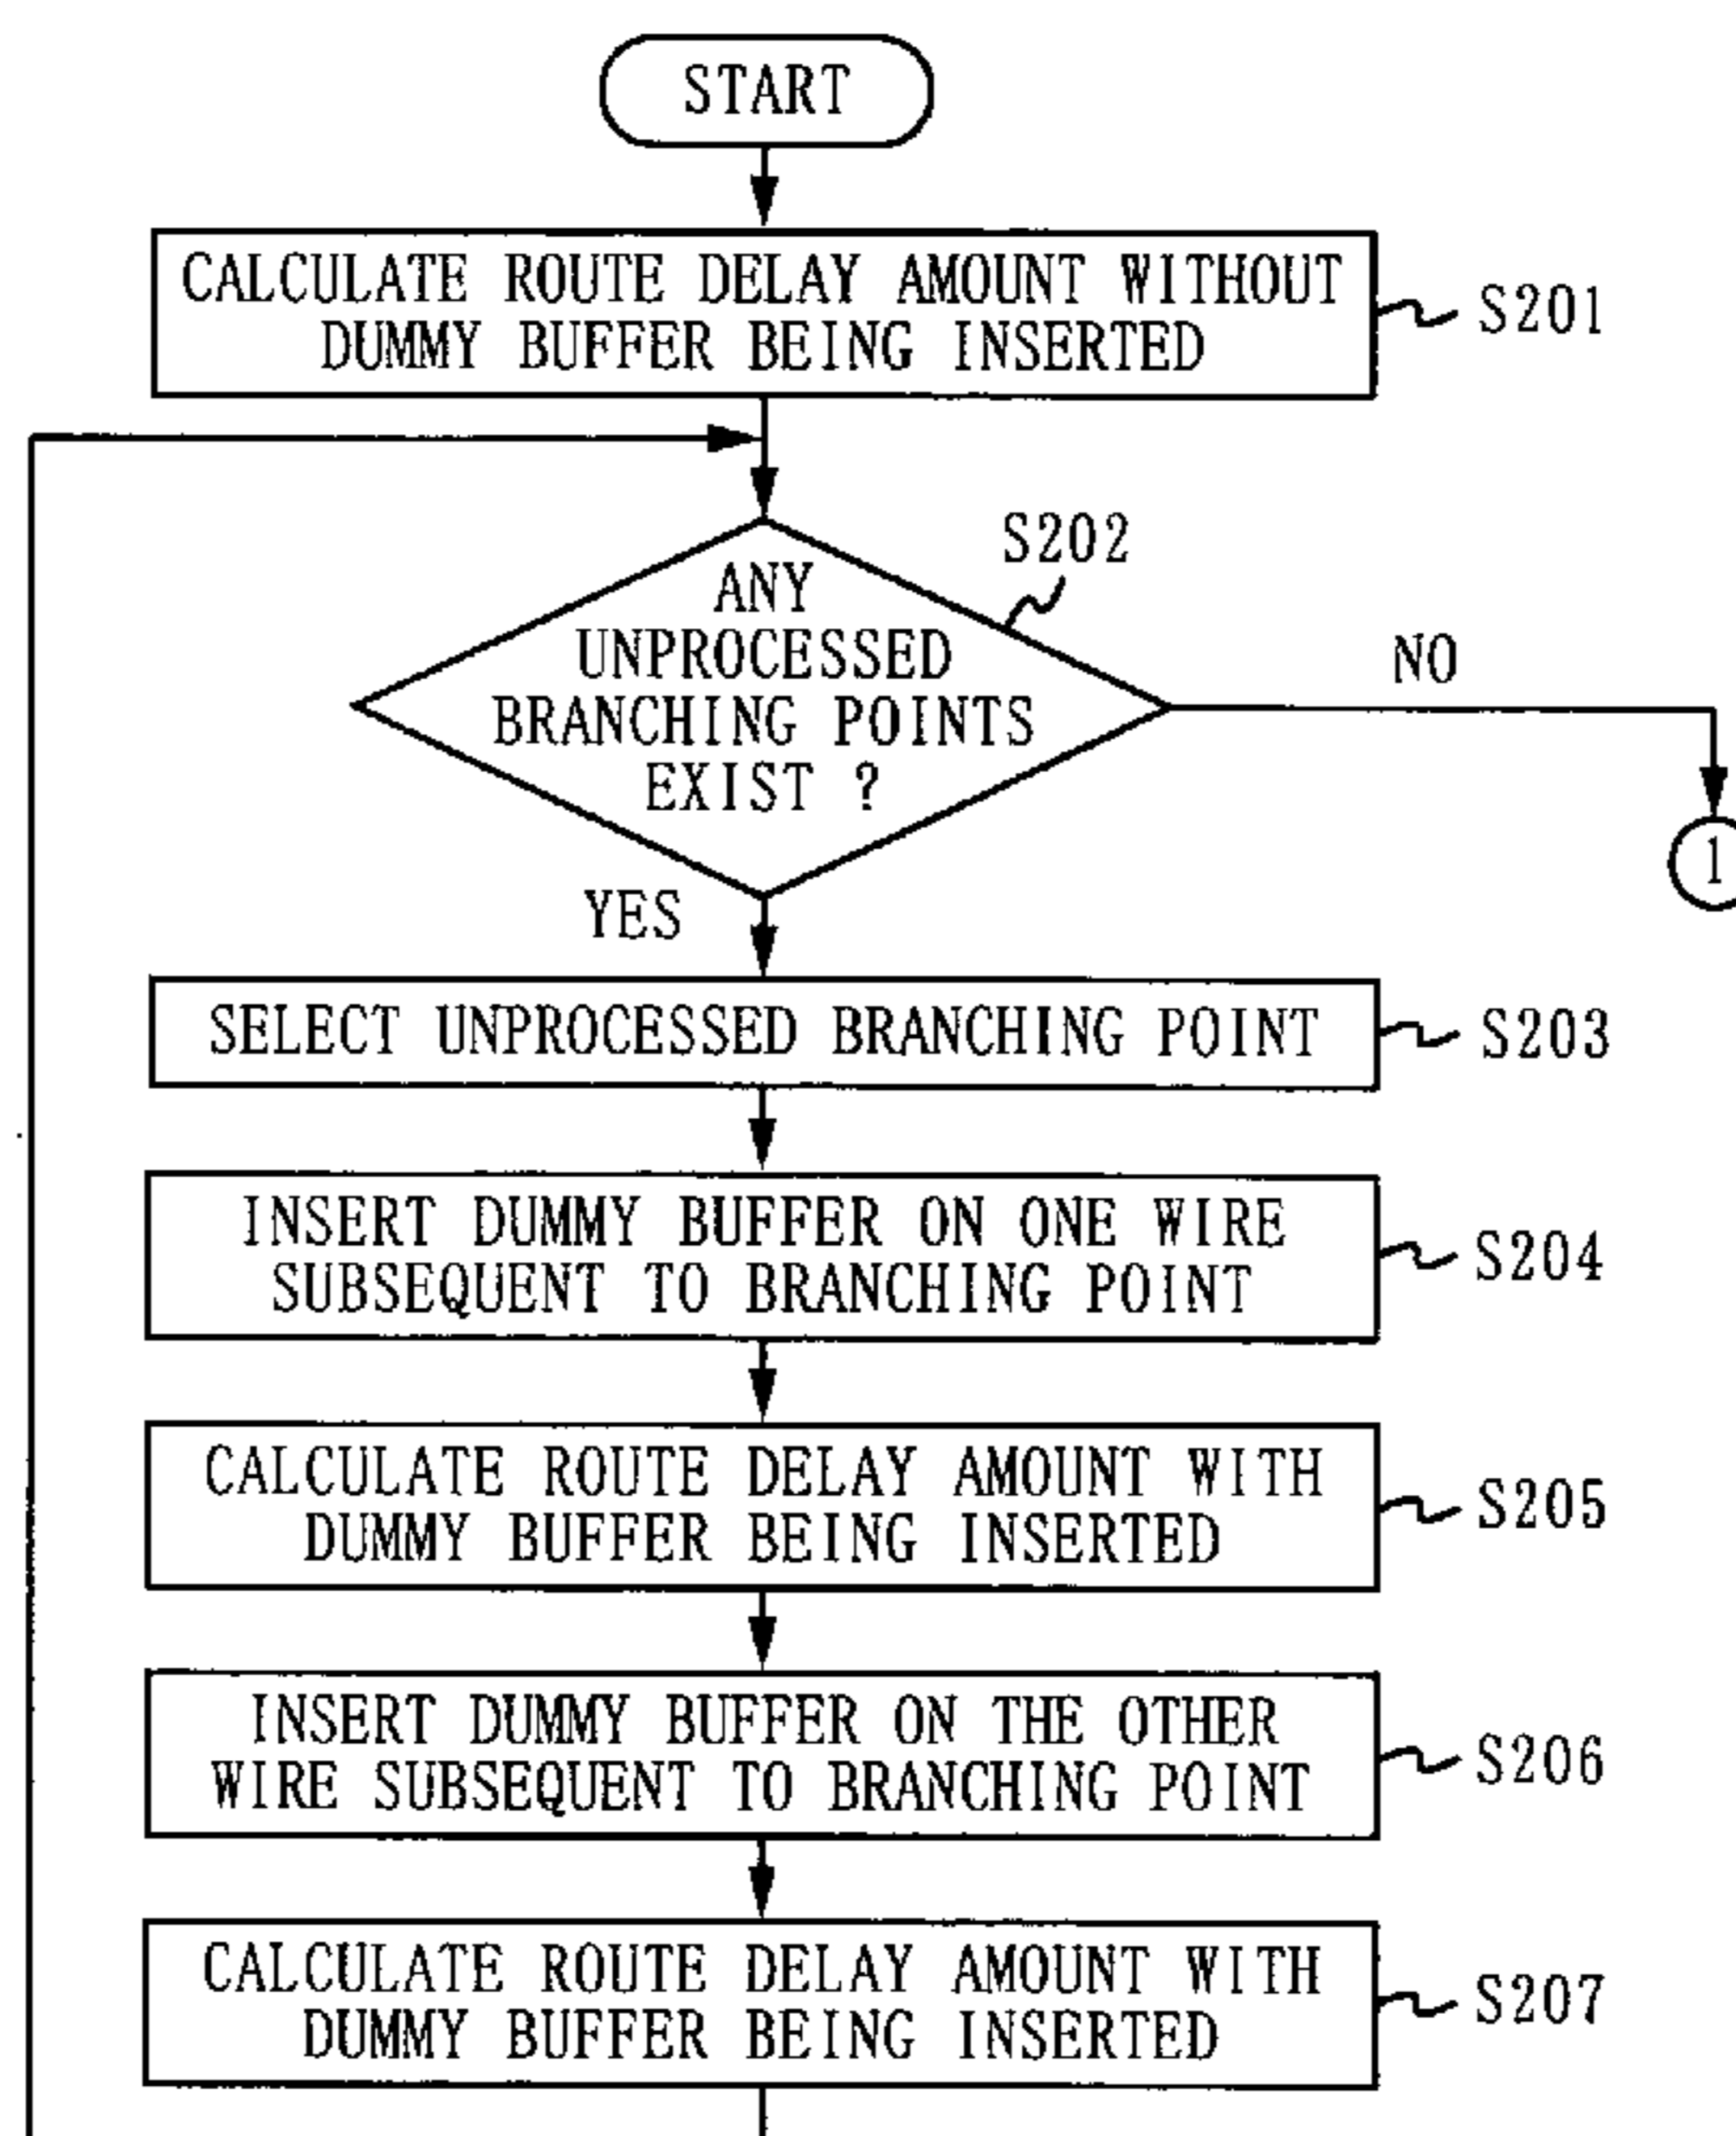 START
CALCULATE ROUTE DELAY AMOUNT WITHOUT
DUMMY BUFFER BEING INSERTED
S201
S202
ANY
UNPROCESSED
BRANCHING POINTS
EXIST ?
NO
1
YES
SELECT UNPROCESSED BRANCHING POINT
S203
INSERT DUMMY BUFFER ON ONE WIRE
SUBSEQUENT TO BRANCHING POINT
S204
CALCULATE ROUTE DELAY AMOUNT WITH
DUMMY BUFFER BEING INSERTED
S205
INSERT DUMMY BUFFER ON THE OTHER
WIRE SUBSEQUENT TO BRANCHING POINT
S206
CALCULATE ROUTE DELAY AMOUNT WITH
DUMMY BUFFER BEING INSERTED
S207